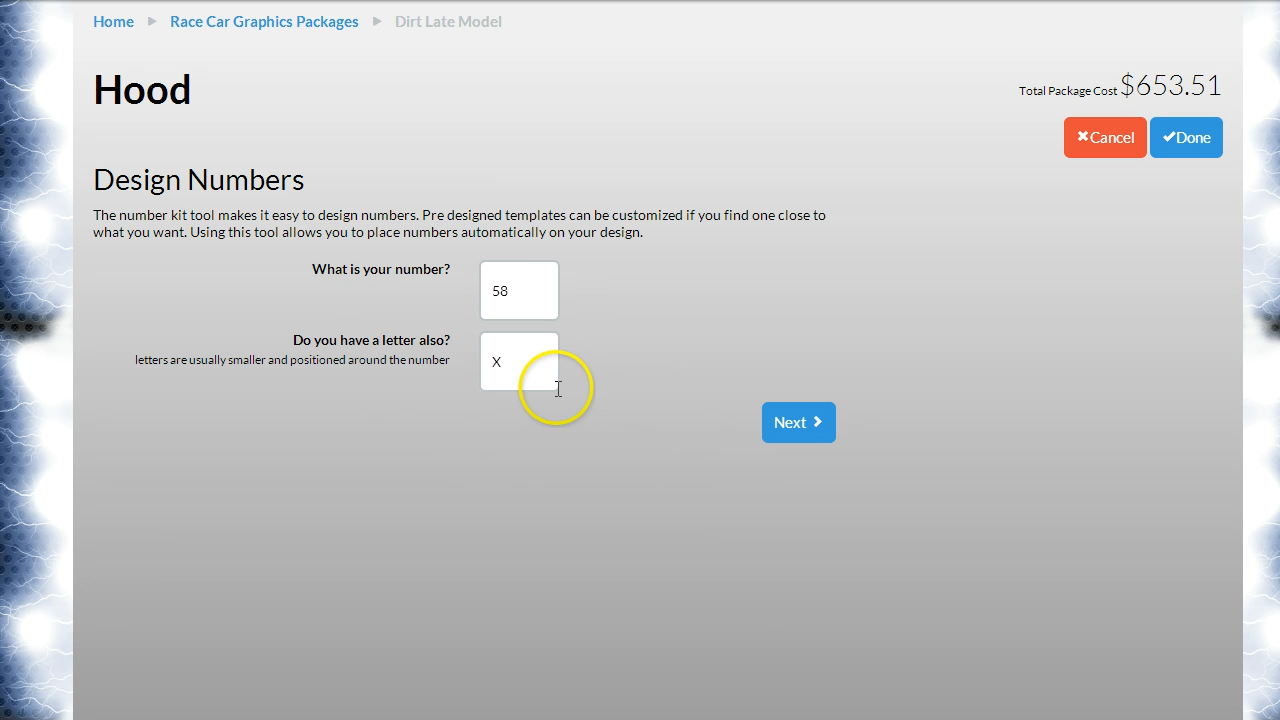 Home Race Car Graphics Packages Dirt Late Model
Hood
Total Package Cost $653.51
Cancel Done
Design Numbers
The number kit tool makes it easy to design numbers. Pre designed templates can be customized if you find one close to
what you want. Using this tool allows you to place numbers automatically on your design.
What is your number?
58
Do you have a letter also?
letters are usually smaller and positioned around the number
X
Next